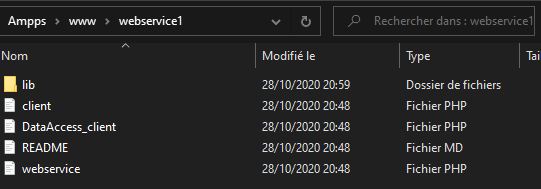 Ampps › www › webservice1 Rechercher dans : webservice1
Nom Modifié le Type Tai
lib 28/10/2020 20:59 Dossier de fichiers
client 28/10/2020 20:48 Fichier PHP
DataAccess_client 28/10/2020 20:48 Fichier PHP
README 28/10/2020 20:48 Fichier MD
webservice 28/10/2020 20:48 Fichier PHP